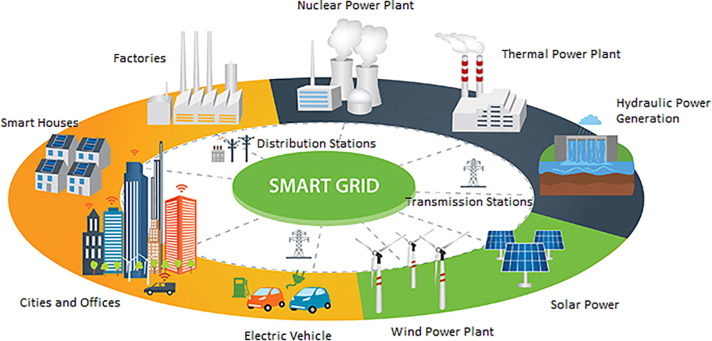 Nuclear Power Plant
Factories
Thermal Power Plant
Smart Houses
Hydraulic Power
Generation
Distribution Stations
SMART GRID
Transmission Stations
Cities and Offices
Solar Power
Electric Vehicle
Wind Power Plant